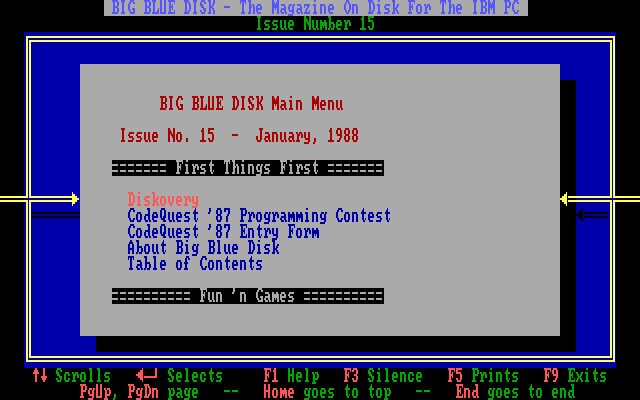 BIG BLUE DISK - The Magazine On Disk For The IBM PC
Issue Number 15
BIG BLUE DISK Main Menu
Issue No. 15 - January, 1988
======= First Things First =======
Diskovery
CodeQuest '87 Programming Contest
CodeQuest '87 Entry Form
About Big Blue Disk
Table of Contents
========== Fun 'n Games ==========
↑↓ Scrolls ◄─┘ Selects F1 Help F3 Silence F5 Prints F9 Exits
PgUp, PgDn page -- Home goes to top -- End goes to end